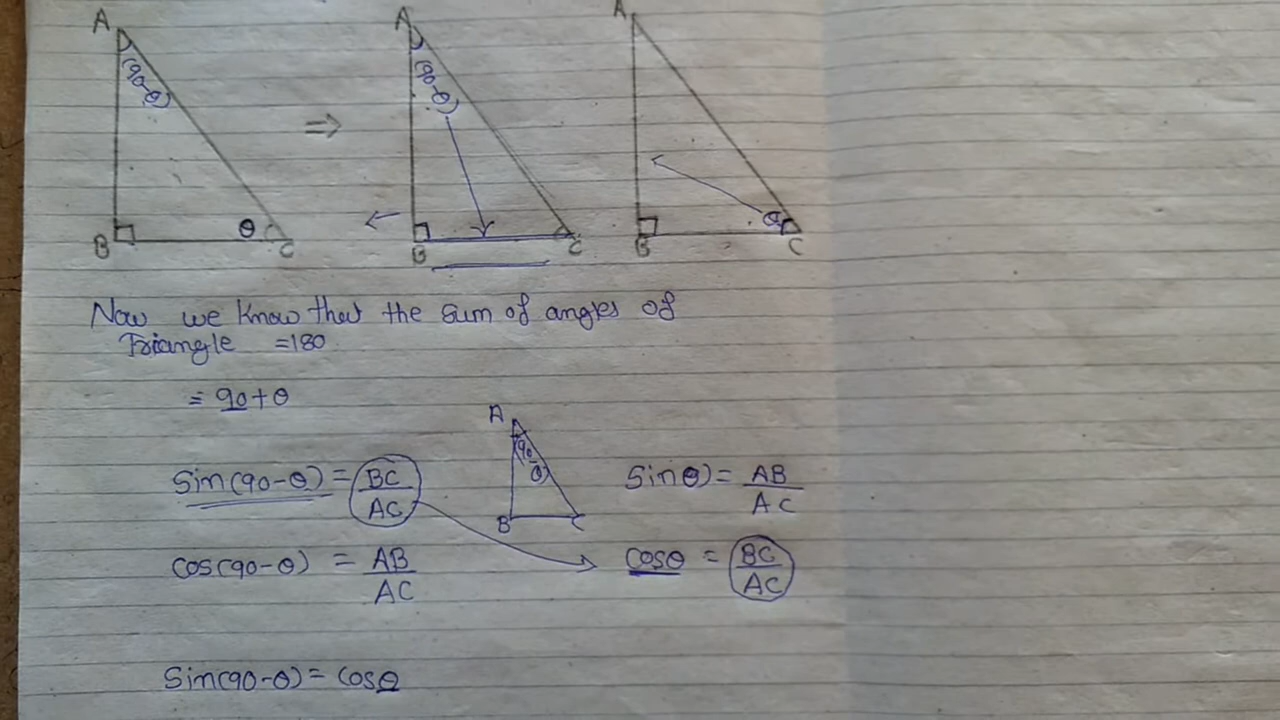 A A A
(90-θ) (90-θ)
⇒
B θ C B C B θ C
Now we know that the sum of angles of
Triangle =180
= 90+θ
A
90-θ
B C
Sin(90-θ) = BC/AC Sinθ) = AB/AC
cos(90-θ) = AB/AC cosθ = BC/AC
Sin(90-θ) = cosθ